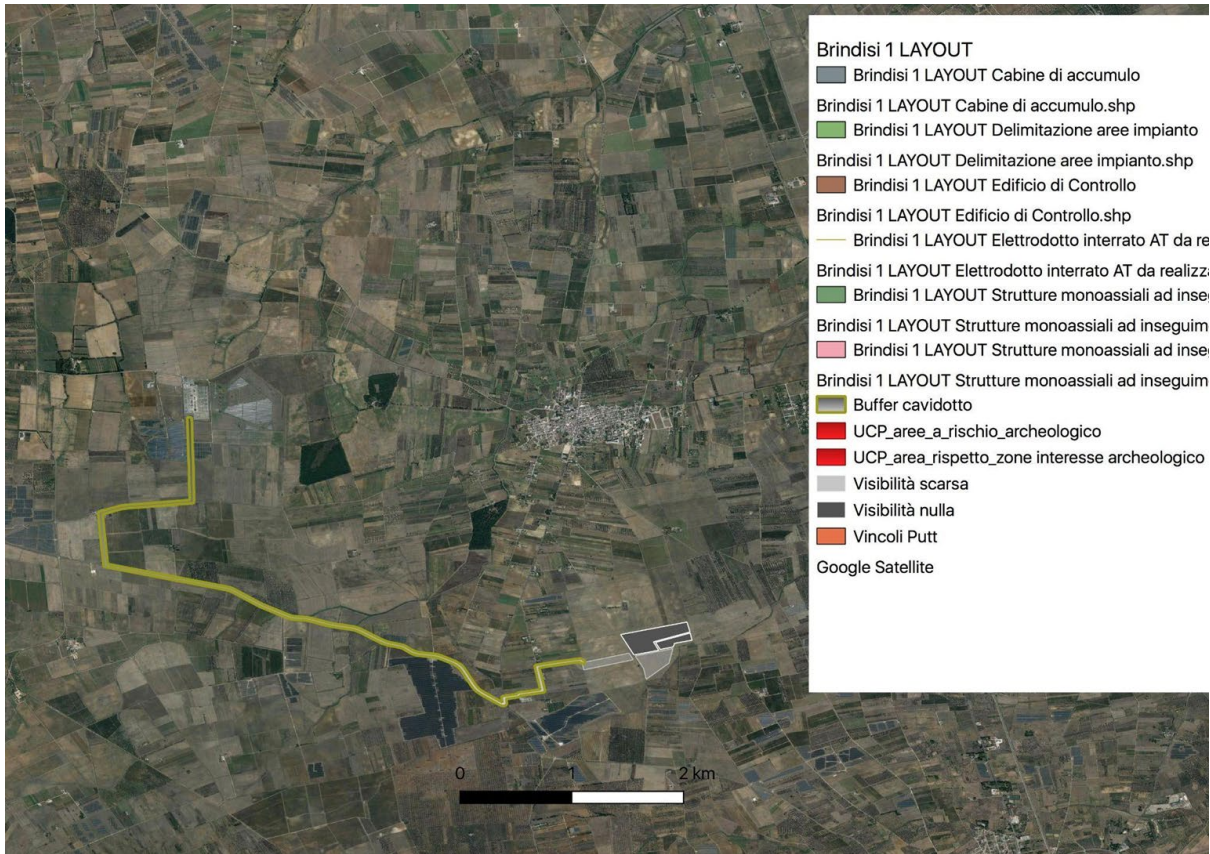 Brindisi 1 LAYOUT
Brindisi 1 LAYOUT Cabine di accumulo
Brindisi 1 LAYOUT Cabine di accumulo.shp
Brindisi 1 LAYOUT Delimitazione aree impianto
Brindisi 1 LAYOUT Delimitazione aree impianto.shp
Brindisi 1 LAYOUT Edificio di Controllo
Brindisi 1 LAYOUT Edificio di Controllo.shp
Brindisi 1 LAYOUT Elettrodotto interrato AT da re
Brindisi 1 LAYOUT Elettrodotto interrato AT da realizza
Brindisi 1 LAYOUT Strutture monoassiali ad inseg
Brindisi 1 LAYOUT Strutture monoassiali ad inseguim
Brindisi 1 LAYOUT Strutture monoassiali ad inseg
Brindisi 1 LAYOUT Strutture monoassiali ad inseguim
Buffer cavidotto
UCP_aree_a_rischio_archeologico
UCP_area_rispetto_zone interesse archeologico
Visibilità scarsa
Visibilità nulla
Vincoli Putt
Google Satellite
0 1 2 km